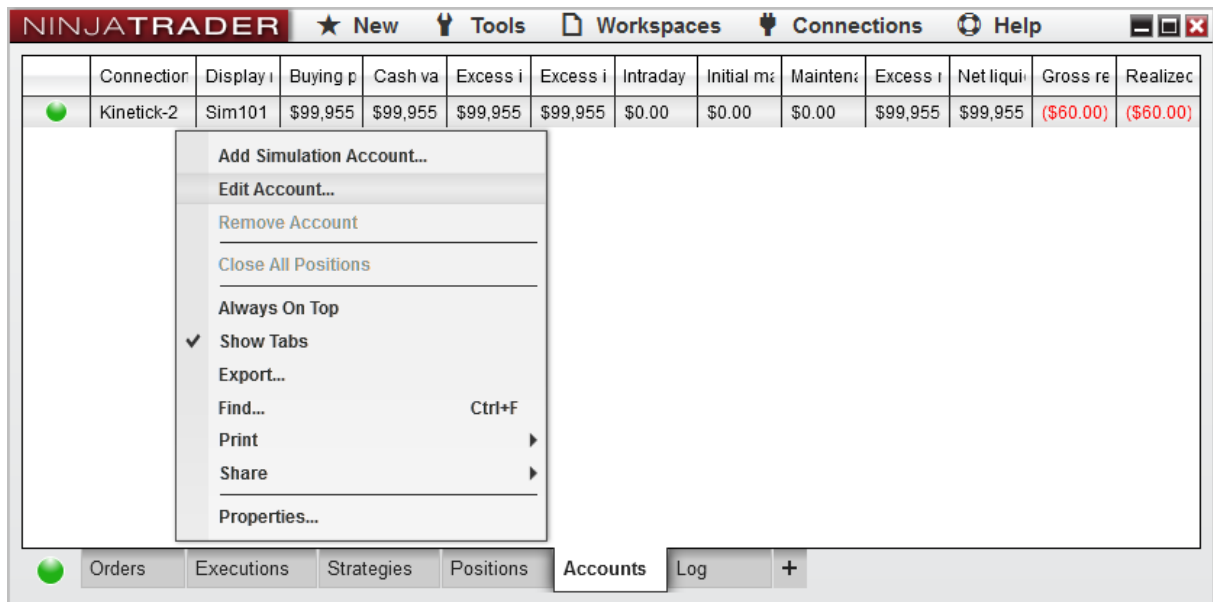 NINJATRADER New Tools Workspaces Connections Help
Connection Display Buying p Cash va Excess i Excess i Intraday Initial ma Maintena Excess Net liqui Gross re Realized
Kinetick-2 Sim101 $99,955 $99,955 $99,955 $99,955 $0.00 $0.00 $0.00 $99,955 $99,955 ($60.00) ($60.00)
Add Simulation Account...
Edit Account...
Remove Account
Close All Positions
Always On Top
Show Tabs
Export...
Find... Ctrl+F
Print
Share
Properties...
Orders Executions Strategies Positions Accounts Log +